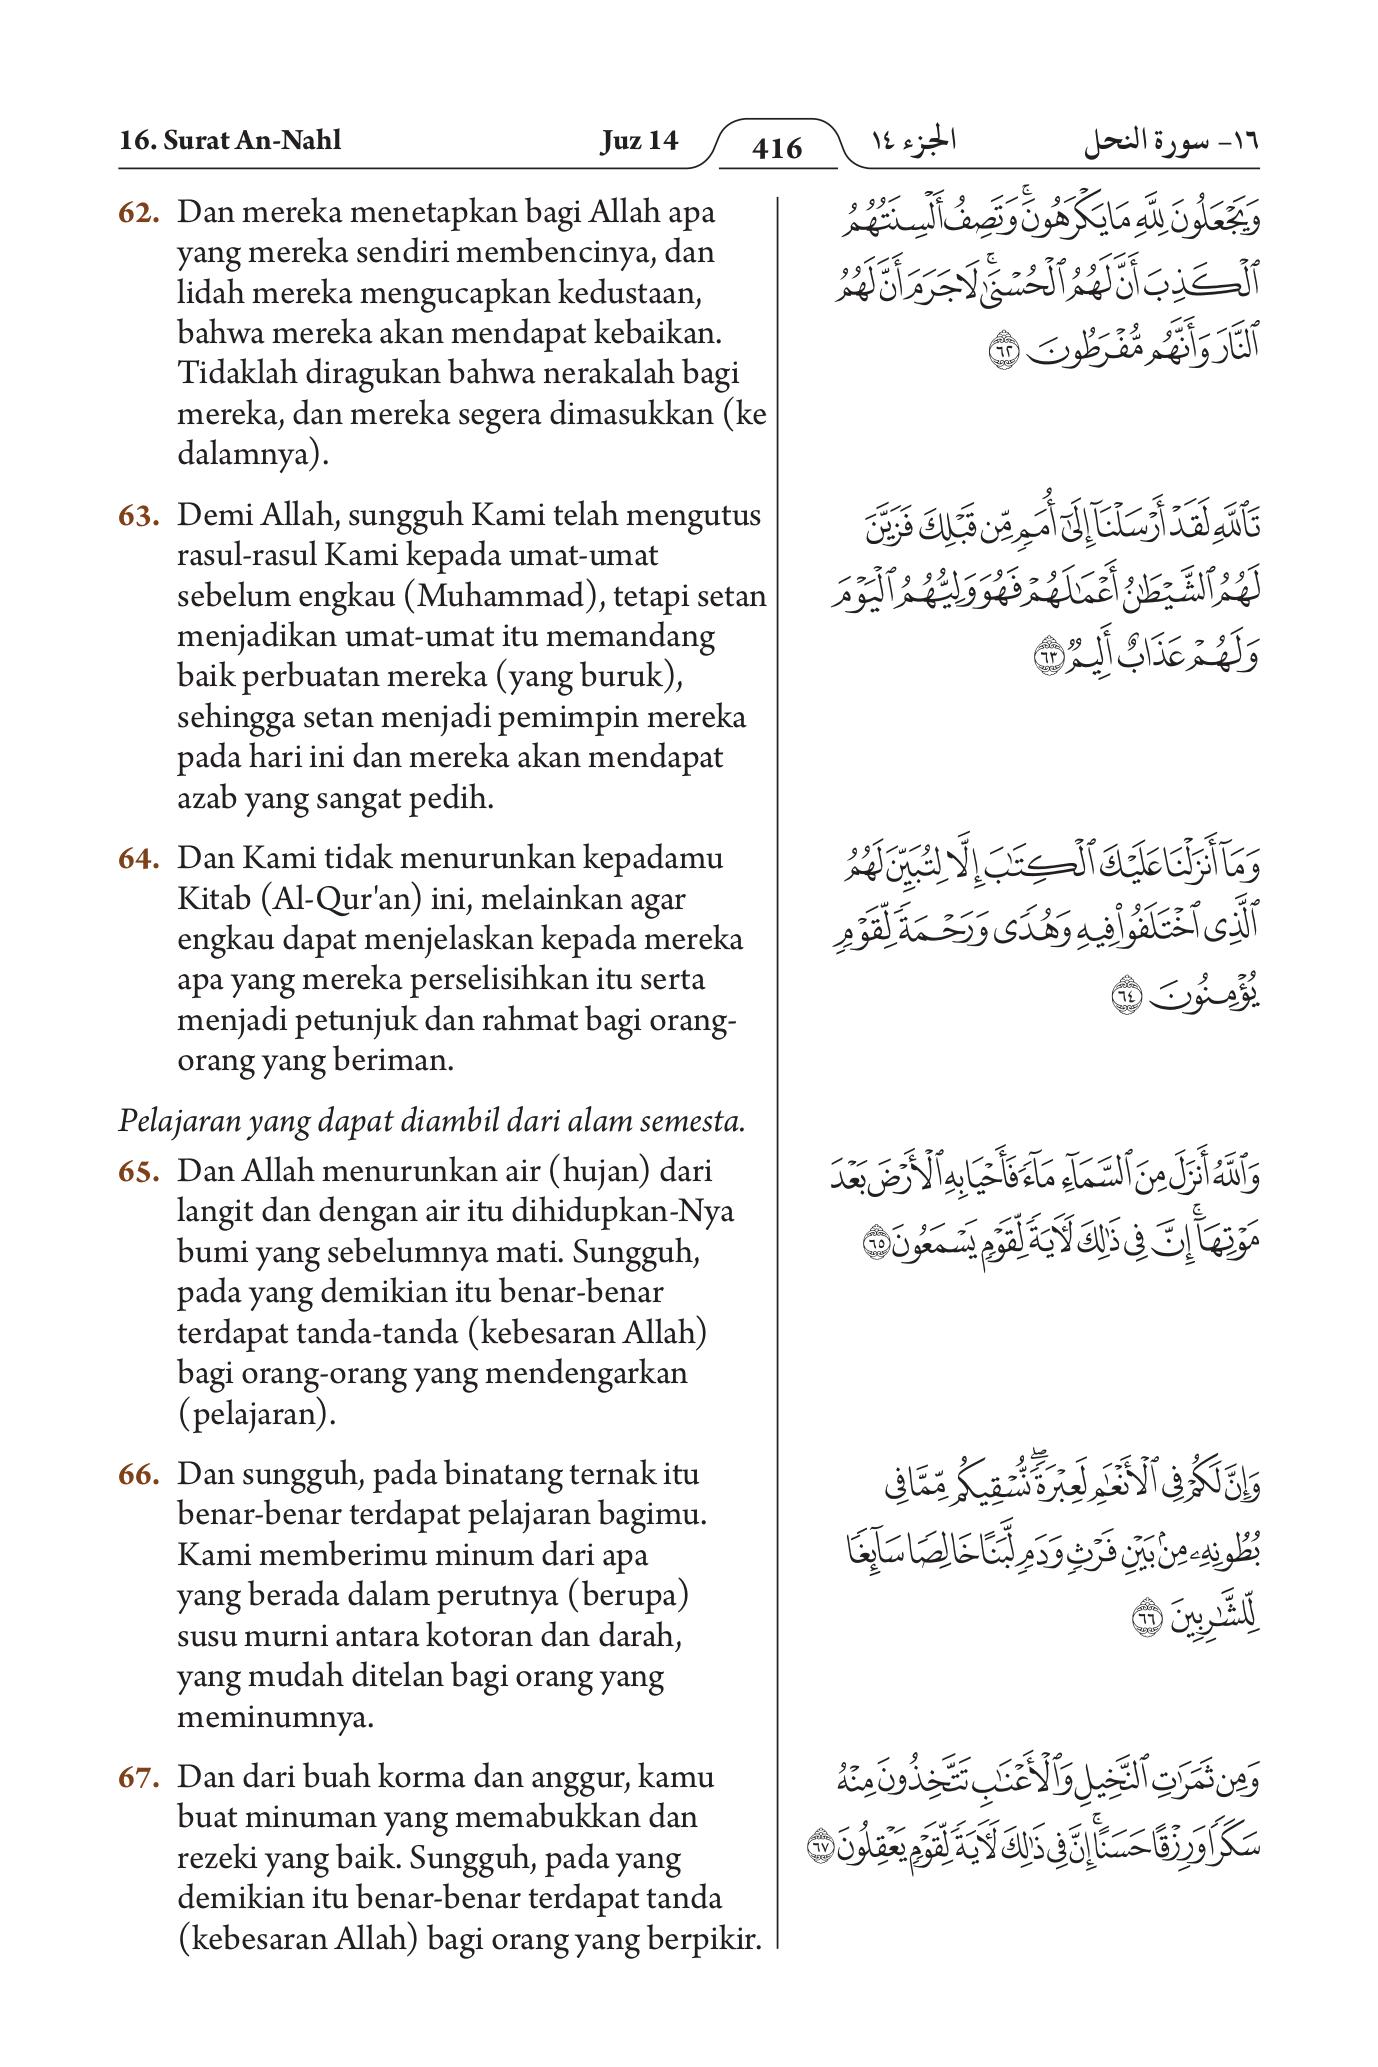 16. Surat An-Nahl Juz 14 416 الجزء ١٤ ١٦- سورة النحل
62. Dan mereka menetapkan bagi Allah apa
yang mereka sendiri membencinya, dan
lidah mereka mengucapkan kedustaan,
bahwa mereka akan mendapat kebaikan.
Tidaklah diragukan bahwa nerakalah bagi
mereka, dan mereka segera dimasukkan (ke
dalamnya).
63. Demi Allah, sungguh Kami telah mengutus
rasul-rasul Kami kepada umat-umat
sebelum engkau (Muhammad), tetapi setan
menjadikan umat-umat itu memandang
baik perbuatan mereka (yang buruk),
sehingga setan menjadi pemimpin mereka
pada hari ini dan mereka akan mendapat
azab yang sangat pedih.
64. Dan Kami tidak menurunkan kepadamu
Kitab (Al-Qur'an) ini, melainkan agar
engkau dapat menjelaskan kepada mereka
apa yang mereka perselisihkan itu serta
menjadi petunjuk dan rahmat bagi orang-
orang yang beriman.
Pelajaran yang dapat diambil dari alam semesta.
65. Dan Allah menurunkan air (hujan) dari
langit dan dengan air itu dihidupkan-Nya
bumi yang sebelumnya mati. Sungguh,
pada yang demikian itu benar-benar
terdapat tanda-tanda (kebesaran Allah)
bagi orang-orang yang mendengarkan
(pelajaran).
66. Dan sungguh, pada binatang ternak itu
benar-benar terdapat pelajaran bagimu.
Kami memberimu minum dari apa
yang berada dalam perutnya (berupa)
susu murni antara kotoran dan darah,
yang mudah ditelan bagi orang yang
meminumnya.
67. Dan dari buah korma dan anggur, kamu
buat minuman yang memabukkan dan
rezeki yang baik. Sungguh, pada yang
demikian itu benar-benar terdapat tanda
(kebesaran Allah) bagi orang yang berpikir.
وَيَجْعَلُونَ لِلَّهِ مَا يَكْرَهُونَۚ وَتَصِفُ أَلْسِنَتُهُمُ
ٱلْكَذِبَ أَنَّ لَهُمُ ٱلْحُسْنَىٰۚ لَا جَرَمَ أَنَّ لَهُمُ
ٱلنَّارَ وَأَنَّهُم مُّفْرَطُونَ ٦٢
تَٱللَّهِ لَقَدْ أَرْسَلْنَآ إِلَىٰٓ أُمَمٍ مِّن قَبْلِكَ فَزَيَّنَ
لَهُمُ ٱلشَّيْطَٰنُ أَعْمَٰلَهُمْ فَهُوَ وَلِيُّهُمُ ٱلْيَوْمَ
وَلَهُمْ عَذَابٌ أَلِيمٌ ٦٣
وَمَآ أَنزَلْنَا عَلَيْكَ ٱلْكِتَٰبَ إِلَّا لِتُبَيِّنَ لَهُمُ
ٱلَّذِى ٱخْتَلَفُوا۟ فِيهِ وَهُدًى وَرَحْمَةً لِّقَوْمٍ
يُؤْمِنُونَ ٦٤
وَٱللَّهُ أَنزَلَ مِنَ ٱلسَّمَآءِ مَآءً فَأَحْيَا بِهِ ٱلْأَرْضَ بَعْدَ
مَوْتِهَآۚ إِنَّ فِى ذَٰلِكَ لَءَايَةً لِّقَوْمٍ يَسْمَعُونَ ٦٥
وَإِنَّ لَكُمْ فِى ٱلْأَنْعَٰمِ لَعِبْرَةًۖ نُّسْقِيكُم مِّمَّا فِى
بُطُونِهِۦ مِنۢ بَيْنِ فَرْثٍ وَدَمٍ لَّبَنًا خَالِصًا سَآئِغًا
لِّلشَّٰرِبِينَ ٦٦
وَمِن ثَمَرَٰتِ ٱلنَّخِيلِ وَٱلْأَعْنَٰبِ تَتَّخِذُونَ مِنْهُ
سَكَرًا وَرِزْقًا حَسَنًاۚ إِنَّ فِى ذَٰلِكَ لَءَايَةً لِّقَوْمٍ يَعْقِلُونَ ٦٧